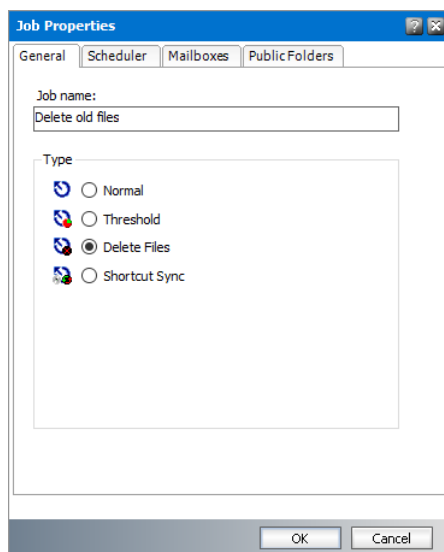 Job Properties
General Scheduler Mailboxes Public Folders
Job name:
Delete old files
Type
Normal
Threshold
Delete Files
Shortcut Sync
OK Cancel